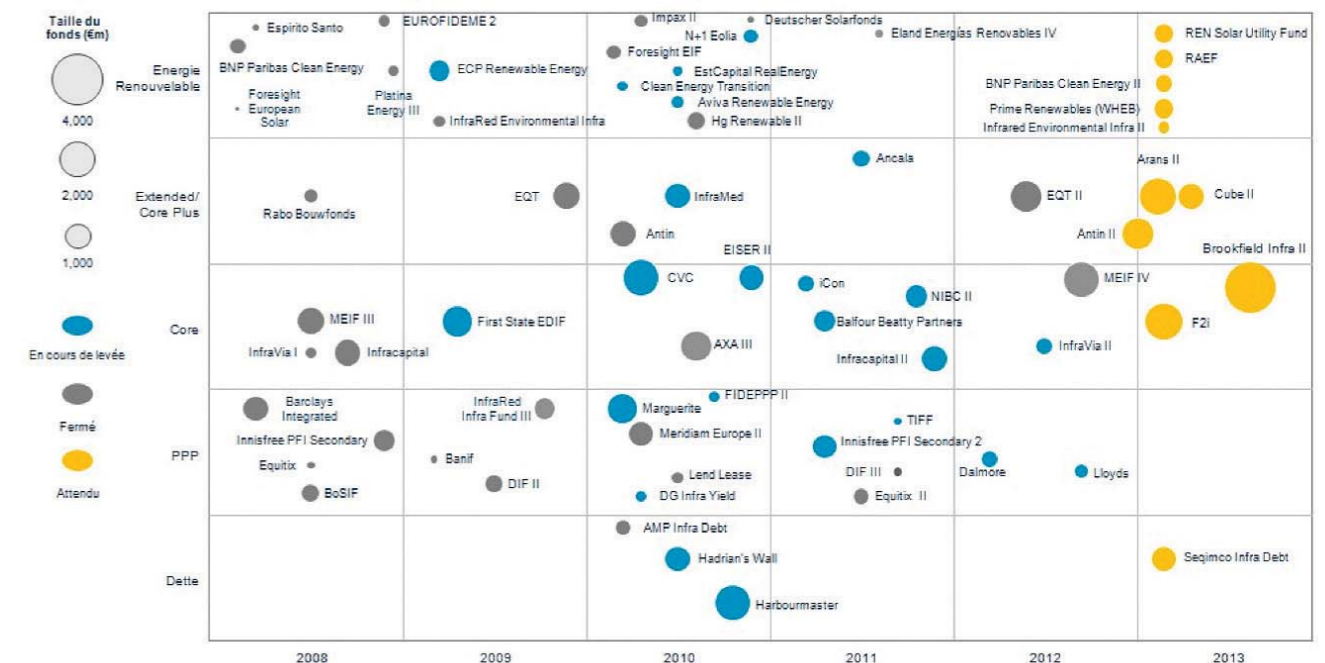 Taille du
fonds (€m)
4,000
2,000
1,000
En cours de levée
Fermé
Attendu
Energie
Renouvelable
Espirito Santo
EUROFIDEME 2
BNP Paribas Clean Energy
Foresight
European
Solar
Platina
Energy III
ECP Renewable Energy
InfraRed Environmental Infra
Impax II
Deutscher Solarfonds
N+1 Eolia
Foresight EIF
EstCapital RealEnergy
Clean Energy Transition
Aviva Renewable Energy
Hg Renewable II
Eland Energías Renovables IV
REN Solar Utility Fund
RAEF
BNP Paribas Clean Energy II
Prime Renewables (WHEB)
Infrared Environmental Infra II
Extended/
Core Plus
Rabo Bouwfonds
EQT
InfraMed
Antin
EISER II
Ancala
EQT II
Arans II
Cube II
Antin II
Brookfield Infra II
Core
MEIF III
InfraVia I
Infracapital
First State EDIF
CVC
AXA III
iCon
NIBC II
Balfour Beatty Partners
Infracapital II
MEIF IV
InfraVia II
F2i
PPP
Barclays
Integrated
Innisfree PFI Secondary
Equitix
BoSIF
InfraRed
Infra Fund III
Banif
DIF II
FIDEPPP II
Marguerite
Meridiam Europe II
Lend Lease
DG Infra Yield
TIFF
Innisfree PFI Secondary 2
DIF III
Equitix II
Dalmore
Lloyds
Dette
AMP Infra Debt
Hadrian's Wall
Harbourmaster
Seqimco Infra Debt
2008
2009
2010
2011
2012
2013